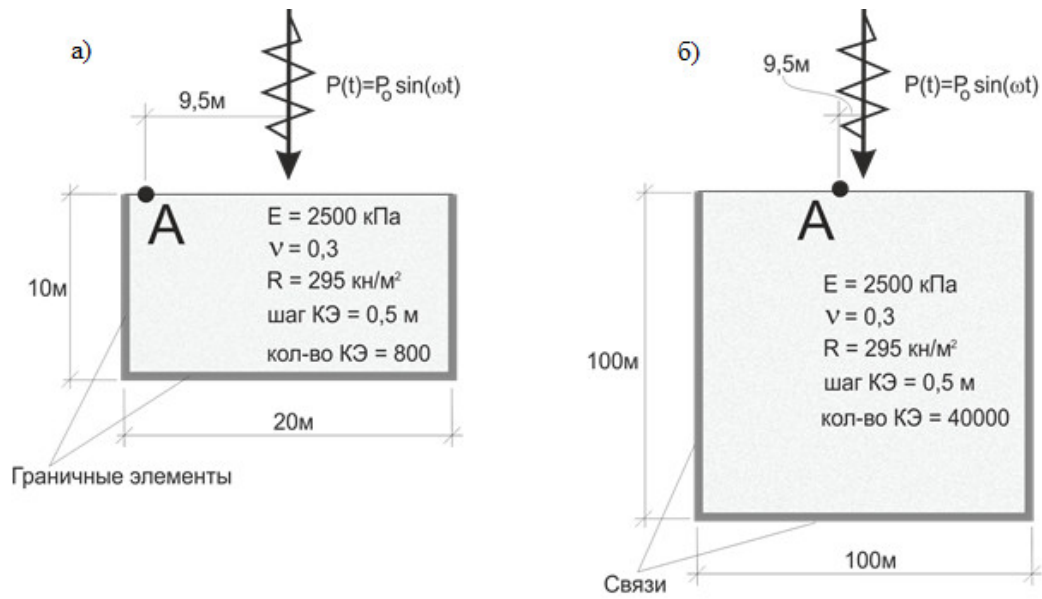 а)
P(t)=Pₒ sin(ωt)
9,5м
A
E = 2500 кПа
ν = 0,3
R = 295 кн/м²
шаг КЭ = 0,5 м
кол-во КЭ = 800
10м
20м
Граничные элементы
б)
9,5м
P(t)=Pₒ sin(ωt)
A
E = 2500 кПа
ν = 0,3
R = 295 кн/м²
шаг КЭ = 0,5 м
кол-во КЭ = 40000
100м
100м
Связи